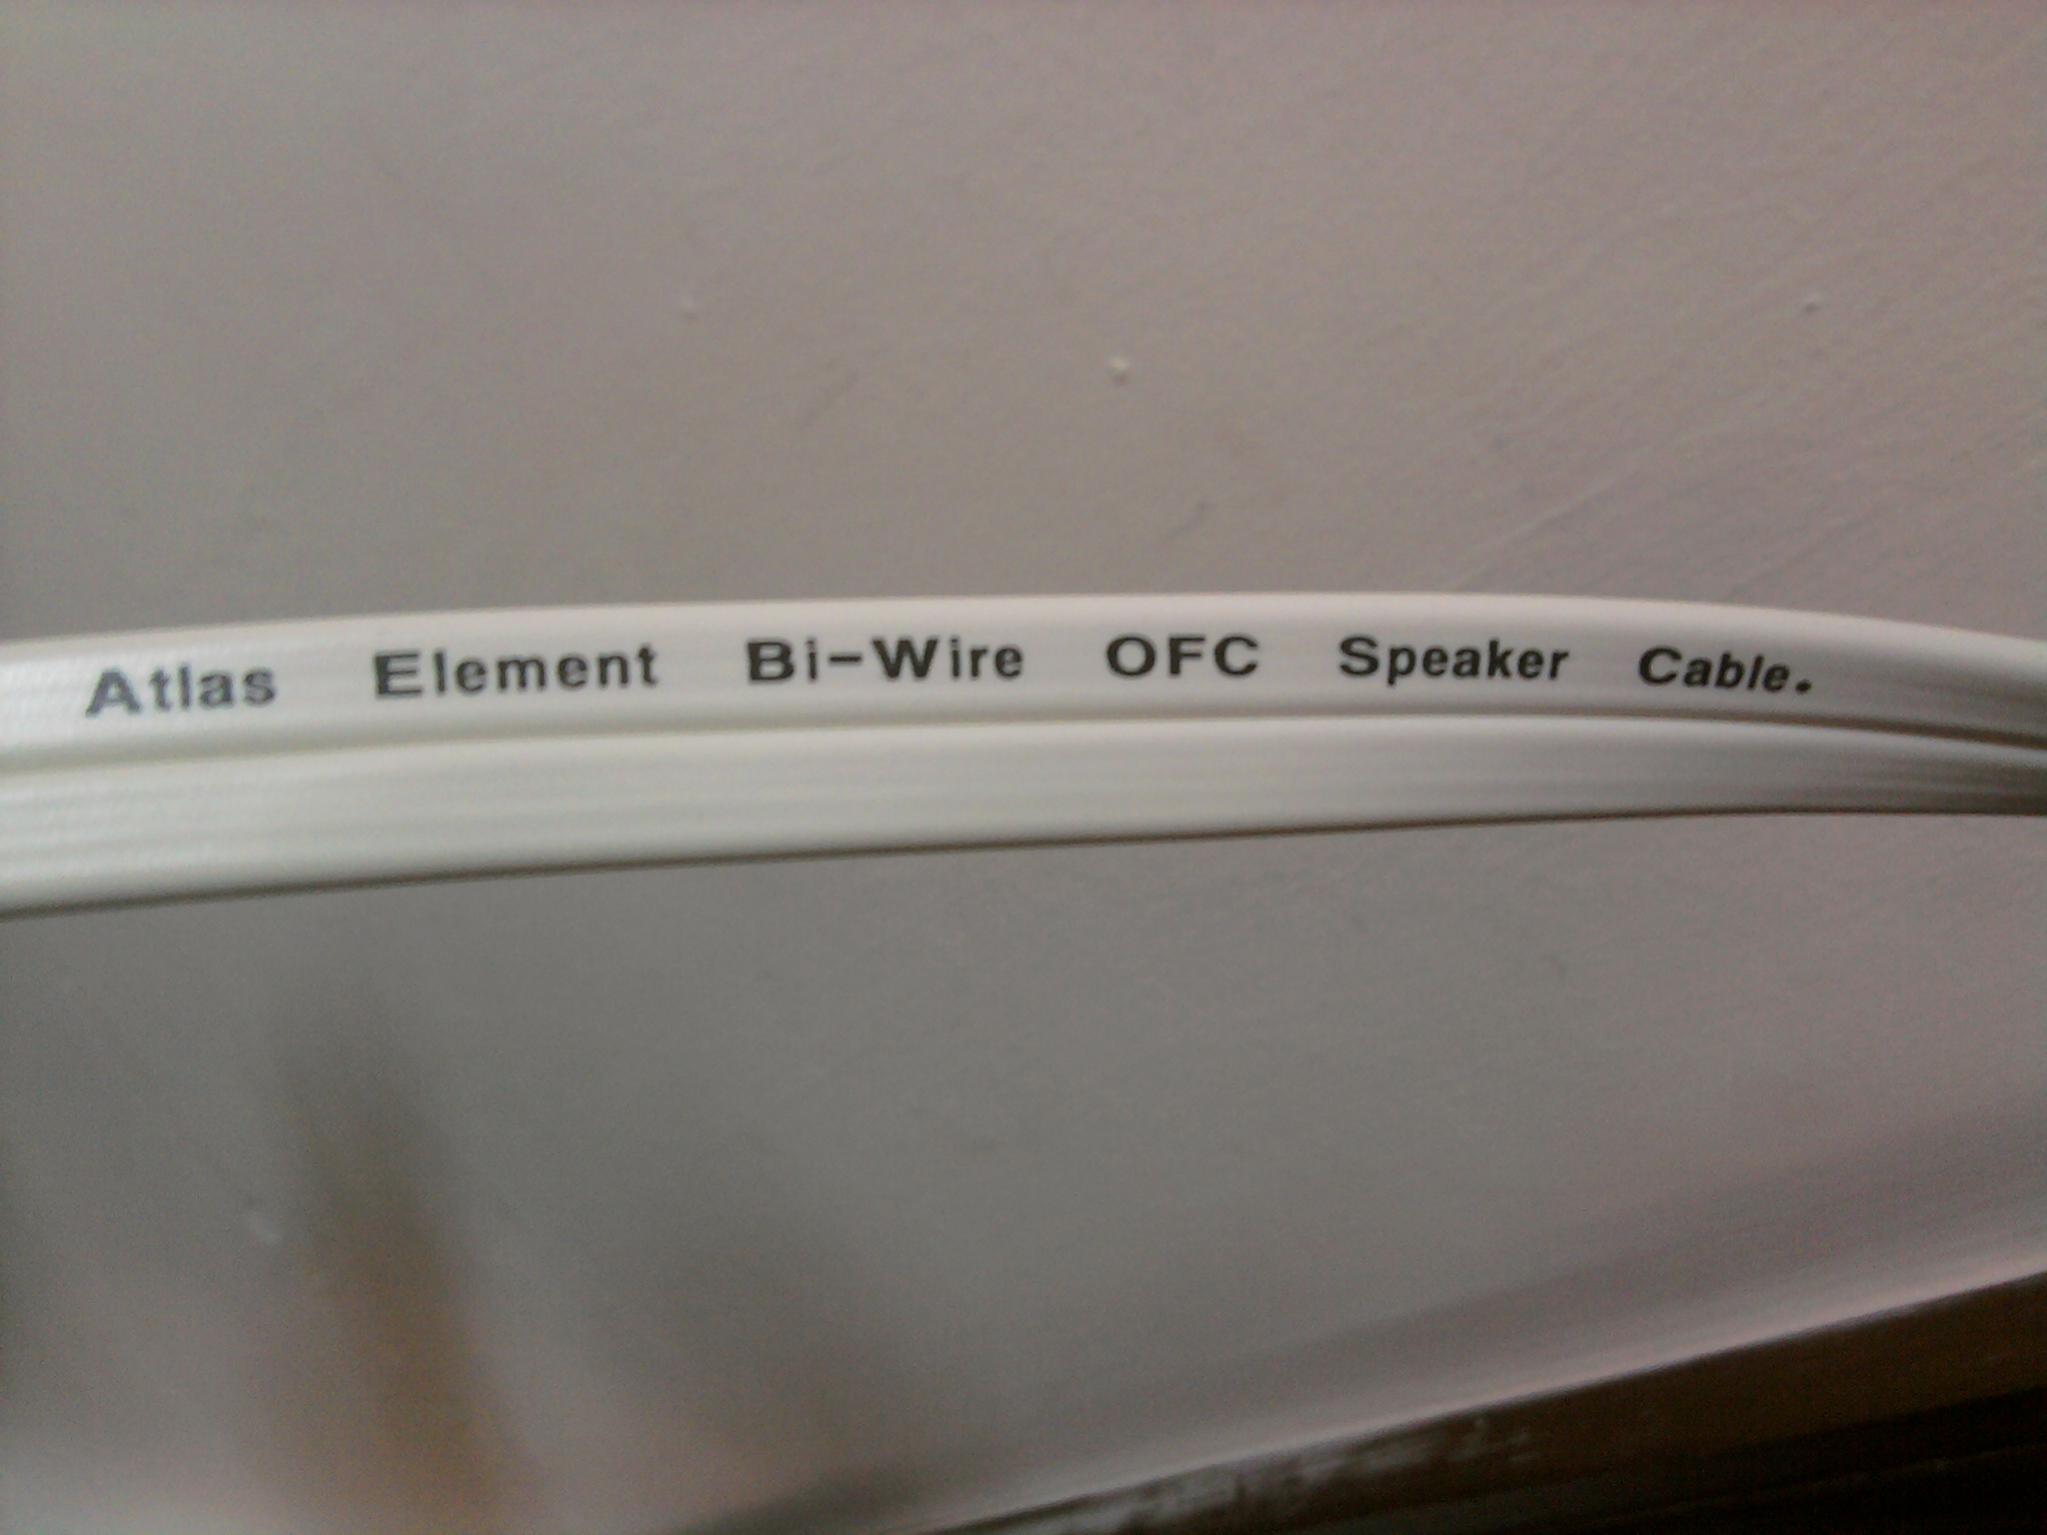 Atlas Element Bi-Wire OFC Speaker Cable.